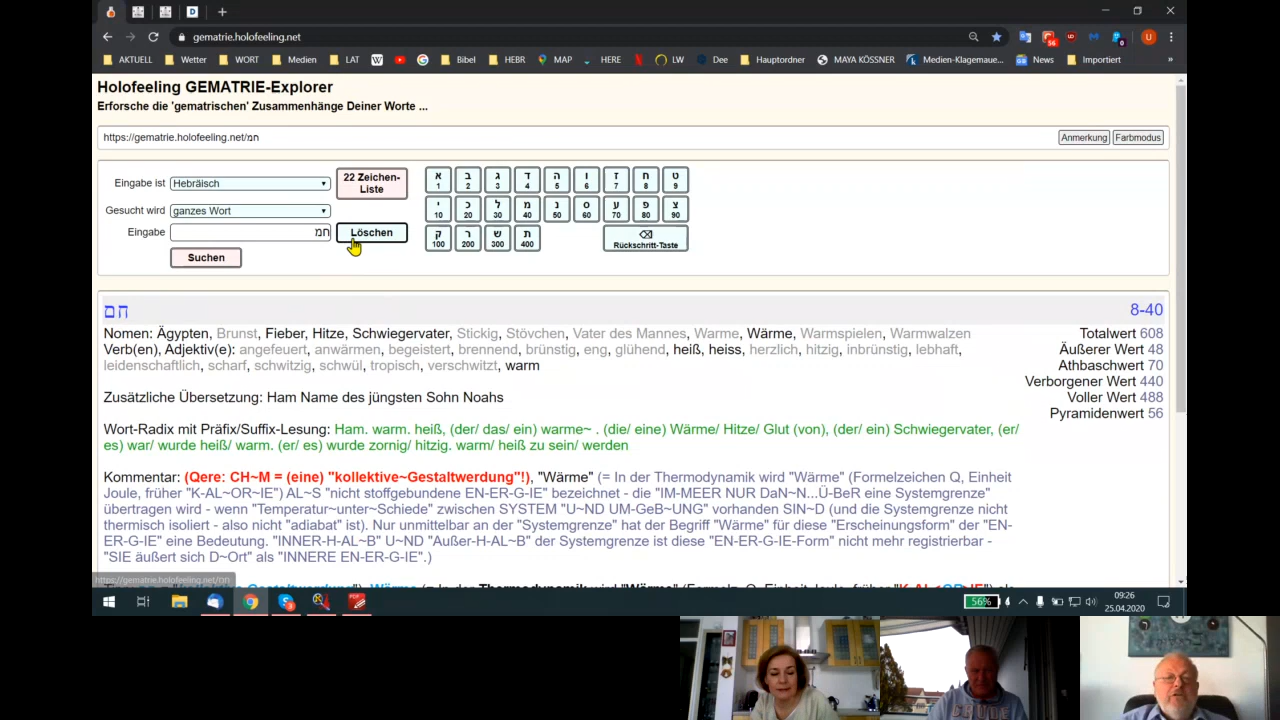 gematrie.holofeeling.net
AKTUELL Wetter WORT Medien LAT Bibel HEBR MAP HERE LW Dee Hauptordner MAYA KÖSSNER Medien-Klagemaue... News Importiert »
Holofeeling GEMATRIE-Explorer
Erforsche die 'gematrischen' Zusammenhänge Deiner Worte ...
https://gematrie.holofeeling.net/חמ Anmerkung Farbmodus
Eingabe ist Hebräisch 22 Zeichen-Liste
Gesucht wird ganzes Wort
Eingabe חמ Löschen
Suchen
א ב ג ד ה ו ז ח ט
1 2 3 4 5 6 7 8 9
י כ ל מ נ ס ע פ צ
10 20 30 40 50 60 70 80 90
ק ר ש ת
100 200 300 400 Rückschritt-Taste
חמ 8-40
Nomen: Ägypten, Brunst, Fieber, Hitze, Schwiegervater, Stickig, Stövchen, Vater des Mannes, Warme, Wärme, Warmspielen, Warmwalzen Totalwert 608
Verb(en), Adjektiv(e): angefeuert, anwärmen, begeistert, brennend, brünstig, eng, glühend, heiß, heiss, herzlich, hitzig, inbrünstig, lebhaft, Äußerer Wert 48
leidenschaftlich, scharf, schwitzig, schwül, tropisch, verschwitzt, warm Athbaschwert 70
Verborgener Wert 440
Zusätzliche Übersetzung: Ham Name des jüngsten Sohn Noahs Voller Wert 488
Pyramidenwert 56
Wort-Radix mit Präfix/Suffix-Lesung: Ham. warm. heiß, (der/ das/ ein) warme~ . (die/ eine) Wärme/ Hitze/ Glut (von), (der/ ein) Schwiegervater, (er/
es) war/ wurde heiß/ warm. (er/ es) wurde zornig/ hitzig. warm/ heiß zu sein/ werden
Kommentar: (Qere: CH~M = (eine) "kollektive~Gestaltwerdung"!), "Wärme" (= In der Thermodynamik wird "Wärme" (Formelzeichen Q, Einheit
Joule, früher "K-AL~OR~IE") AL~S "nicht stoffgebundene EN-ER-G-IE" bezeichnet - die "IM-MEER NUR DaN~N...Ü-BeR eine Systemgrenze"
übertragen wird - wenn "Temperatur~unter~Schiede" zwischen SYSTEM "U~ND UM-GeB~UNG" vorhanden SIN~D (und die Systemgrenze nicht
thermisch isoliert - also nicht "adiabat" ist). Nur unmittelbar an der "Systemgrenze" hat der Begriff "Wärme" für diese "Erscheinungsform" der "EN-
ER-G-IE" eine Bedeutung. "INNER-H-AL~B" U~ND "Außer-H-AL~B" der Systemgrenze ist diese "EN-ER-G-IE-Form" nicht mehr registrierbar -
"SIE äußert sich D~Ort" als "INNERE EN-ER-G-IE".)
https://gematrie.holofeeling.net/חמ
56%
09:26
25.04.2020